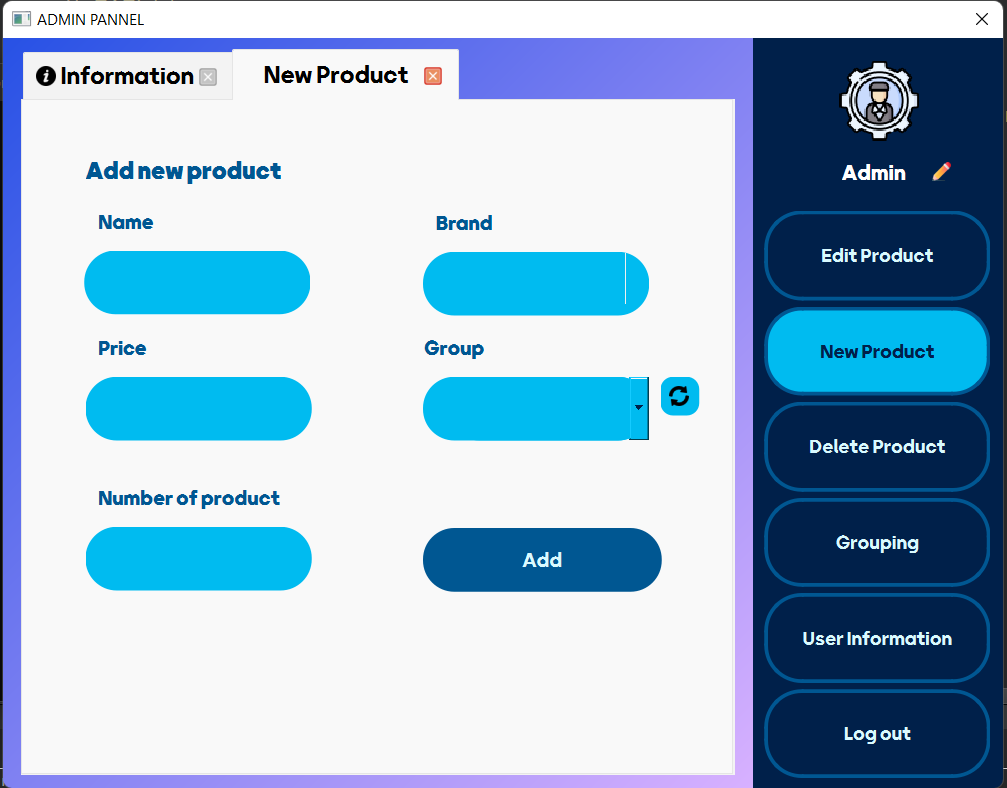 ADMIN PANNEL
Information
New Product
Add new product
Name
Brand
Price
Group
Number of product
Add
Admin
Edit Product
New Product
Delete Product
Grouping
User Information
Log out